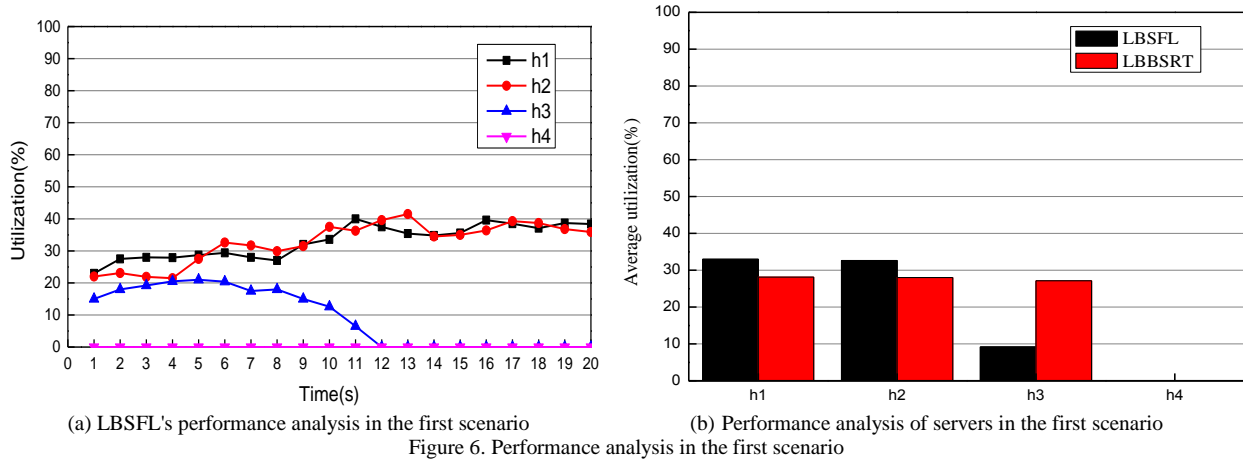 100
90
80
70
60
50
40
30
20
10
0
Utilization(%)
h1
h2
h3
h4
0 1 2 3 4 5 6 7 8 9 10 11 12 13 14 15 16 17 18 19 20
Time(s)
(a) LBSFL's performance analysis in the first scenario
100
90
80
70
60
50
40
30
20
10
0
Average utilization(%)
LBSFL
LBBSRT
h1 h2 h3 h4
(b) Performance analysis of servers in the first scenario
Figure 6. Performance analysis in the first scenario